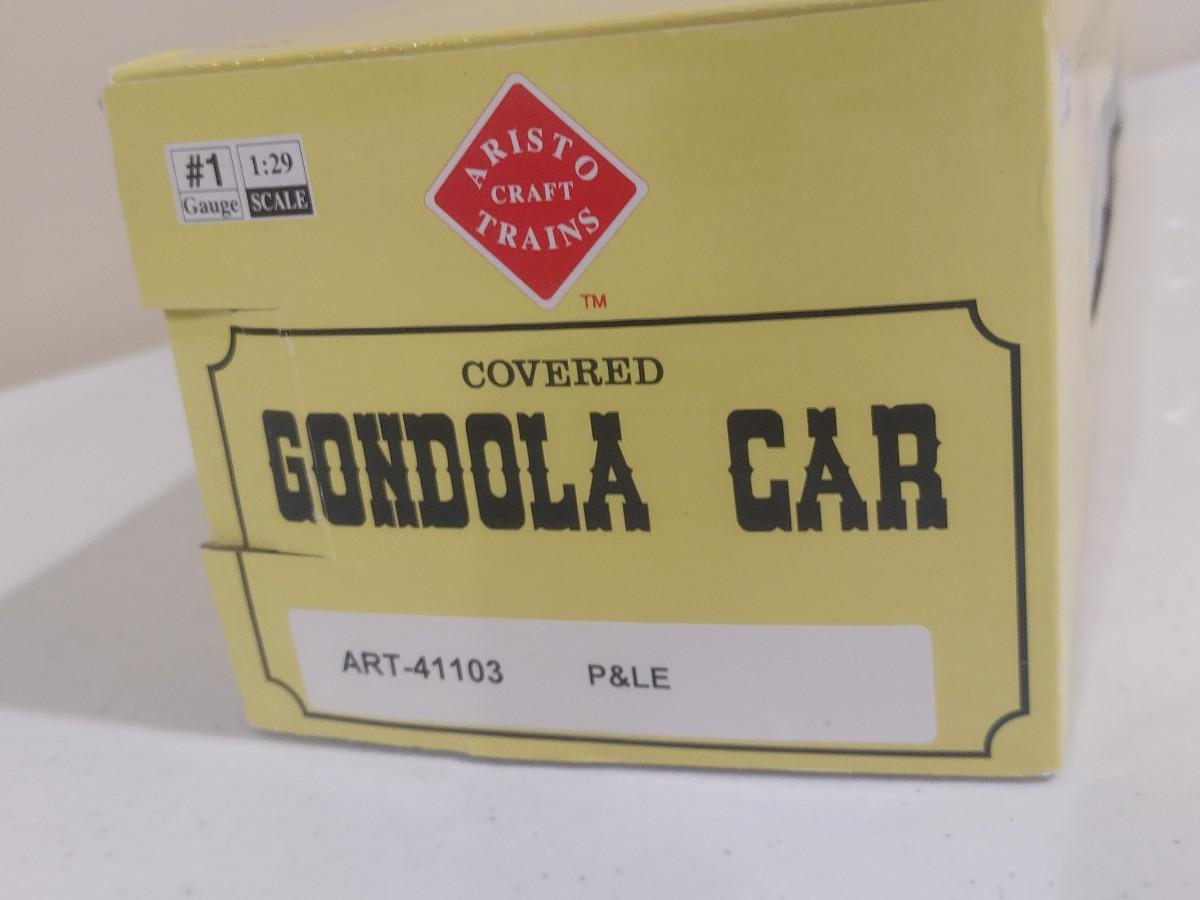 #1 1:29
Gauge SCALE
ARISTO
CRAFT
TRAINS
TM
COVERED
GONDOLA CAR
ART-41103 P&LE